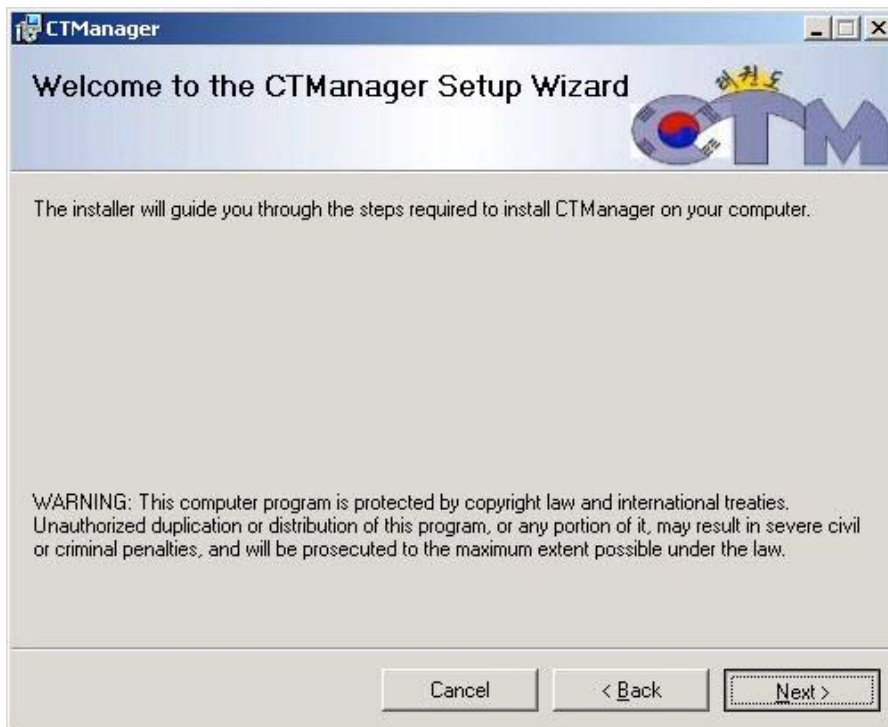 CTManager
Welcome to the CTManager Setup Wizard
CTM
The installer will guide you through the steps required to install CTManager on your computer.
WARNING: This computer program is protected by copyright law and international treaties.
Unauthorized duplication or distribution of this program, or any portion of it, may result in severe civil
or criminal penalties, and will be prosecuted to the maximum extent possible under the law.
Cancel
< Back
Next >